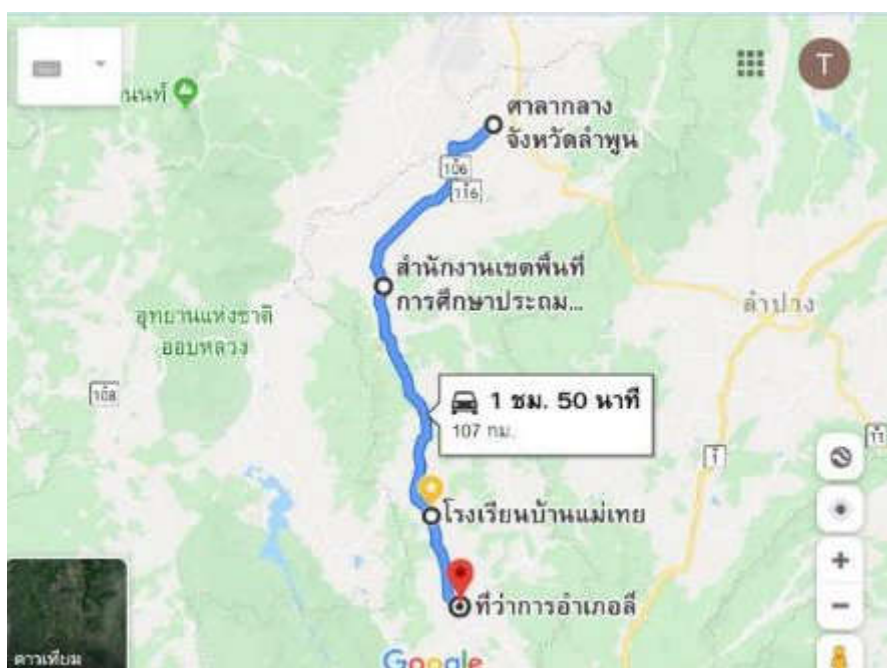 นนท์
T
ศาลากลาง
จังหวัดลำพูน
106
116
สำนักงานเขตพื้นที่
การศึกษาประถม...
อุทยานแห่งชาติ
ออบหลวง
ลำปาง
108
1 ชม. 50 นาที
107 กม.
1
11
โรงเรียนบ้านแม่เทย
ที่ว่าการอำเภอลี้
ดาวเทียม
Google